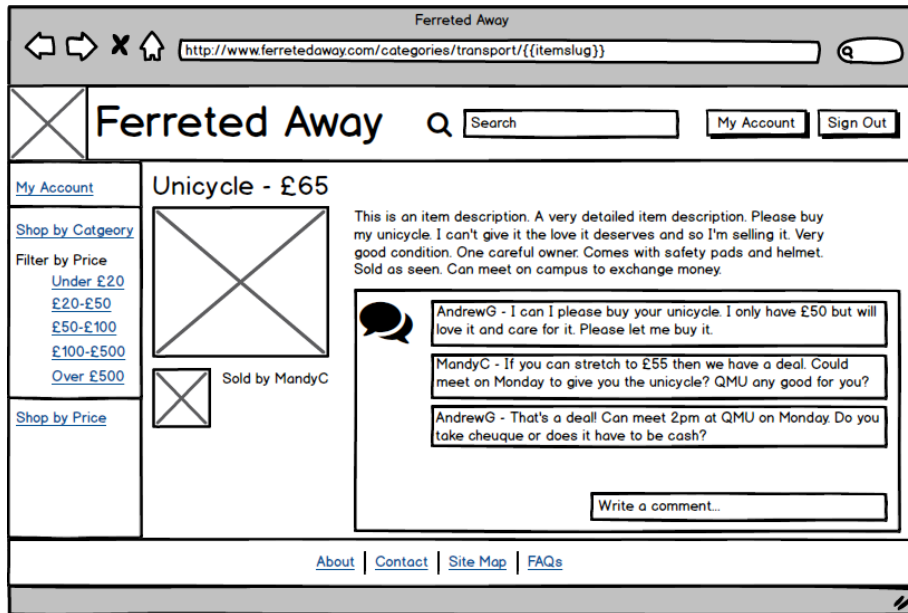 Ferreted Away
http://www.ferretedaway.com/categories/transport/{{itemslug}}
Ferreted Away
Search
My Account
Sign Out
My Account
Shop by Catgeory
Filter by Price
Under £20
£20-£50
£50-£100
£100-£500
Over £500
Shop by Price
Unicycle - £65
Sold by MandyC
This is an item description. A very detailed item description. Please buy
my unicycle. I can't give it the love it deserves and so I'm selling it. Very
good condition. One careful owner. Comes with safety pads and helmet.
Sold as seen. Can meet on campus to exchange money.
AndrewG - I can I please buy your unicycle. I only have £50 but will
love it and care for it. Please let me buy it.
MandyC - If you can stretch to £55 then we have a deal. Could
meet on Monday to give you the unicycle? QMU any good for you?
AndrewG - That's a deal! Can meet 2pm at QMU on Monday. Do you
take cheuque or does it have to be cash?
Write a comment...
About
Contact
Site Map
FAQs